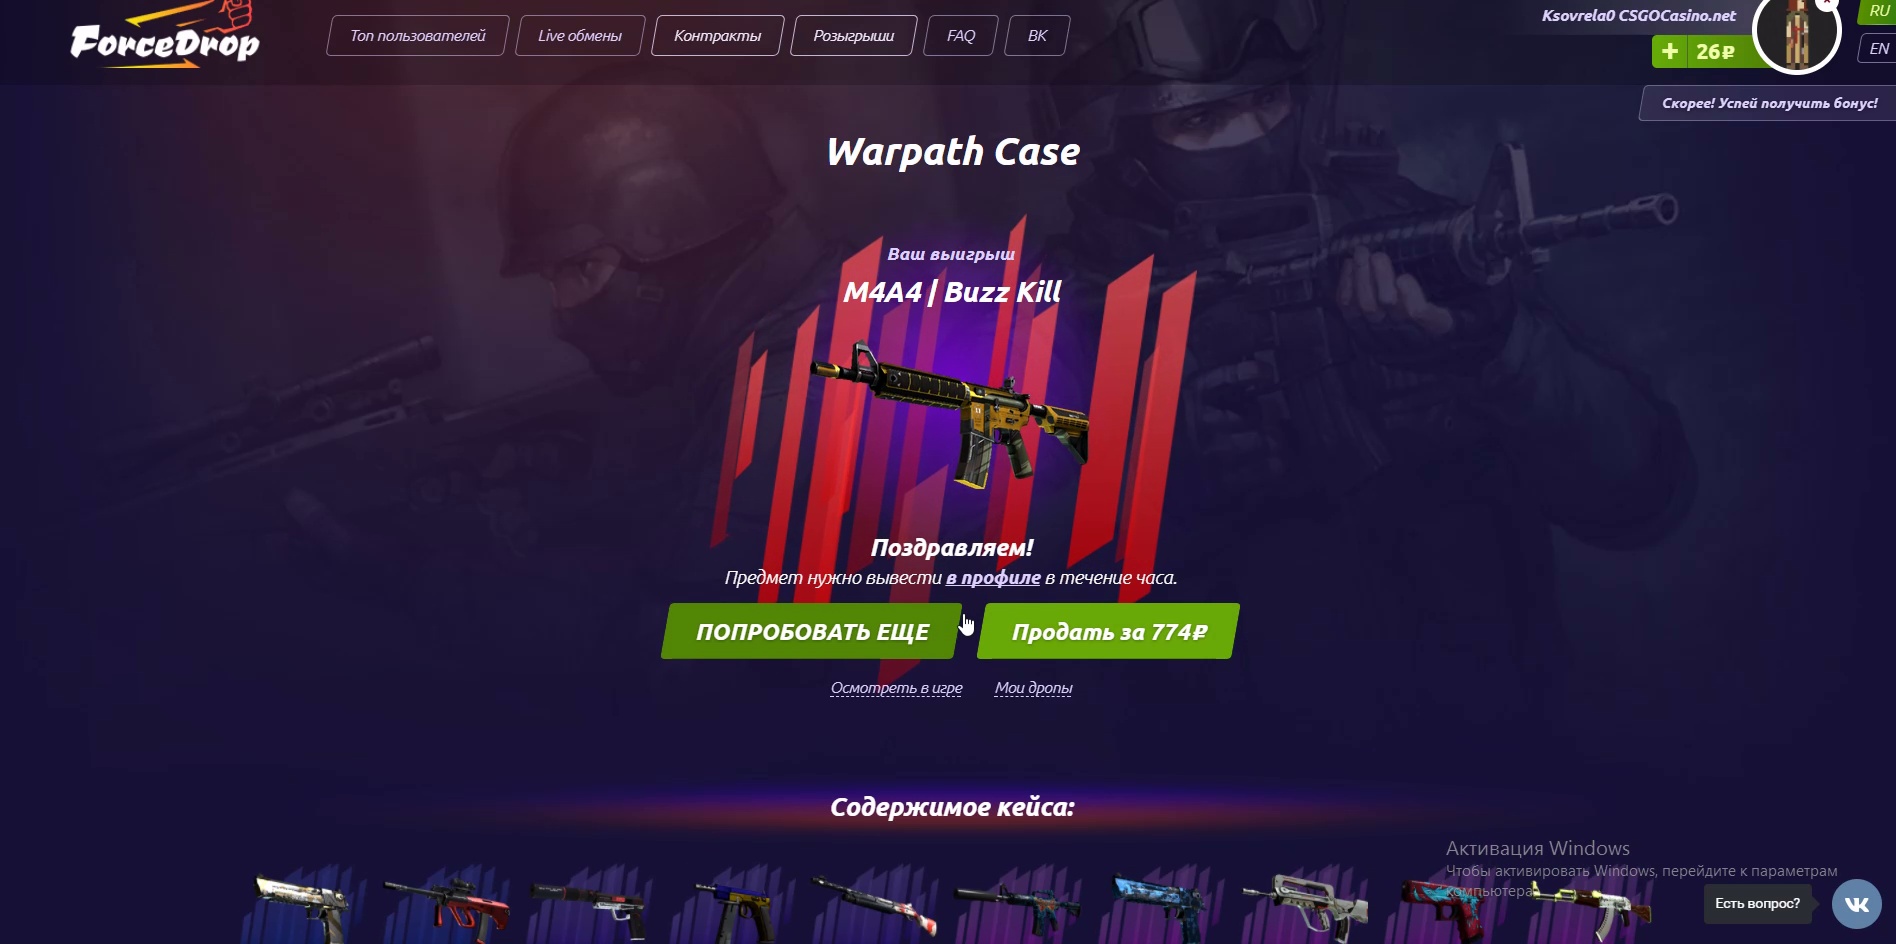 ForceDrop
Топ пользователей
Live обмены
Контракты
Розыгрыши
FAQ
ВК
Ksovrela0 CSGOCasino.net
RU
+ 26₽
EN
Скорее! Успей получить бонус!
Warpath Case
Ваш выигрыш
M4A4 | Buzz Kill
Поздравляем!
Предмет нужно вывести в профиле в течение часа.
ПОПРОБОВАТЬ ЕЩЕ
Продать за 774₽
Осмотреть в игре
Мои дропы
Содержимое кейса:
Активация Windows
Чтобы активировать Windows, перейдите к параметрам
компьютера.
Есть вопрос?